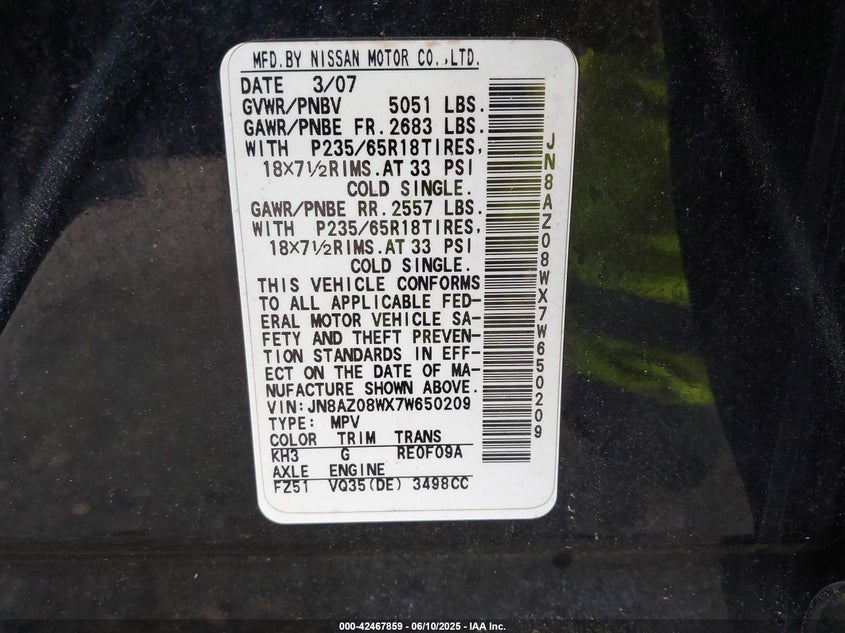 MFD.BY NISSAN MOTOR CO.,LTD.
DATE 3/07
GVWR/PNBV 5051 LBS.
GAWR/PNBE FR.2683 LBS.
WITH P235/65R18TIRES,
18X7½RIMS.AT 33 PSI
COLD SINGLE.
GAWR/PNBE RR.2557 LBS.
WITH P235/65R18TIRES,
18X7½RIMS.AT 33 PSI
COLD SINGLE.
THIS VEHICLE CONFORMS
TO ALL APPLICABLE FED-
ERAL MOTOR VEHICLE SA-
FETY AND THEFT PREVEN-
TION STANDARDS IN EFF-
ECT ON THE DATE OF MA-
NUFACTURE SHOWN ABOVE.
VIN:JN8AZ08WX7W650209
TYPE: MPV
COLOR TRIM TRANS
KH3 G RE0F09A
AXLE ENGINE
FZ51 VQ35(DE) 3498CC
JN8AZ08WX7W650209
000-42467859 - 06/10/2025 - IAA Inc.